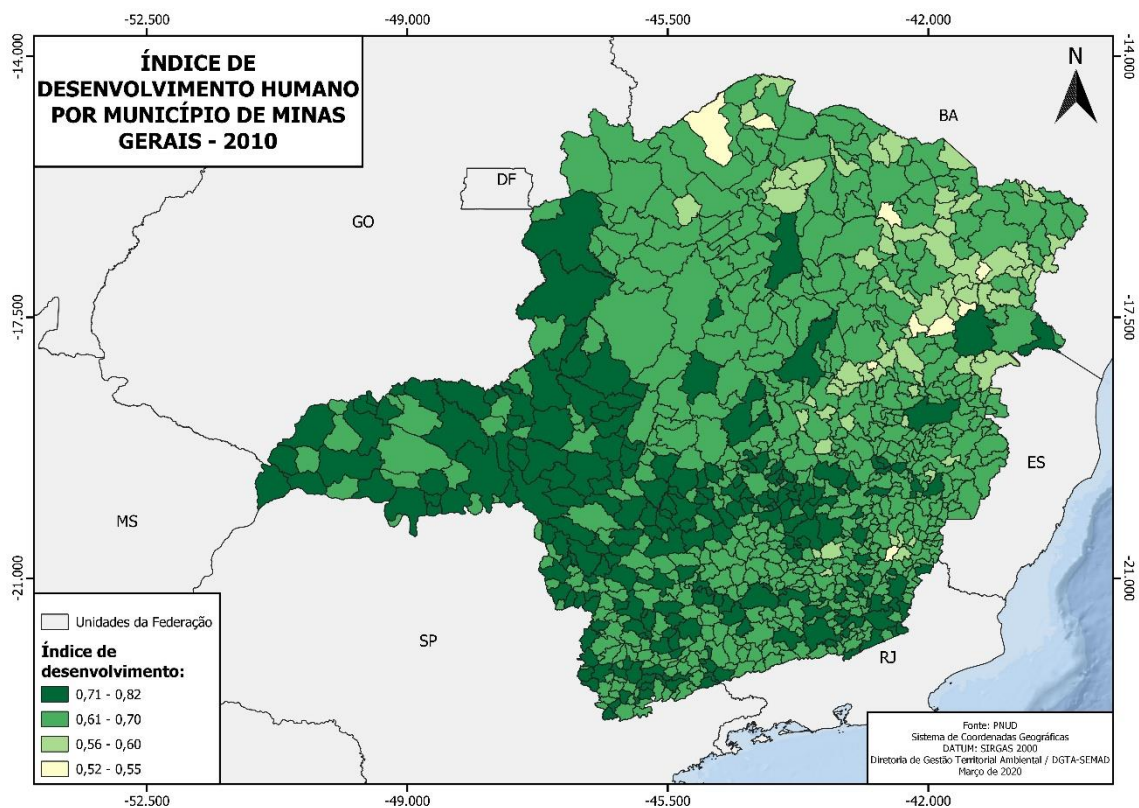 -52.500
-49.000
-45.500
-42.000
-14.000
-14.000
ÍNDICE DE
DESENVOLVIMENTO HUMANO
POR MUNICÍPIO DE MINAS
GERAIS - 2010
N
BA
DF
GO
-17.500
-17.500
ES
MS
-21.000
-21.000
SP
RJ
Unidades da Federação
Índice de
desenvolvimento:
0,71 - 0,82
0,61 - 0,70
0,56 - 0,60
0,52 - 0,55
Fonte: PNUD
Sistema de Coordenadas Geográficas
DATUM: SIRGAS 2000
Diretoria de Gestão Territorial Ambiental / DGTA-SEMAD
Março de 2020
-52.500
-49.000
-45.500
-42.000